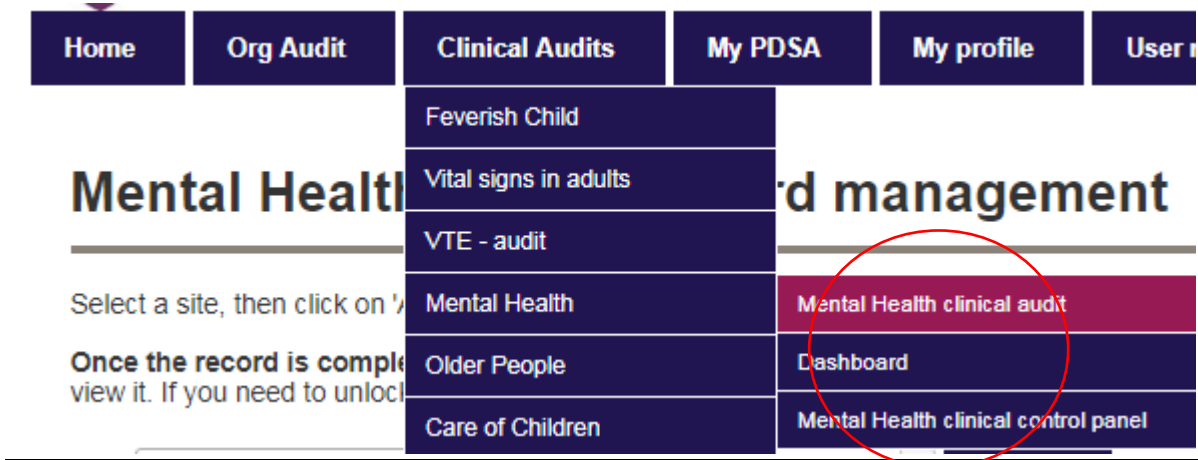 Home Org Audit Clinical Audits My PDSA My profile User
Feverish Child
Mental Healt rd management
Vital signs in adults
VTE - audit
Select a site, then click on
Mental Health
Mental Health clinical audit
Once the record is comple
view it. If you need to unloc
Older People
Dashboard
Care of Children
Mental Health clinical control panel